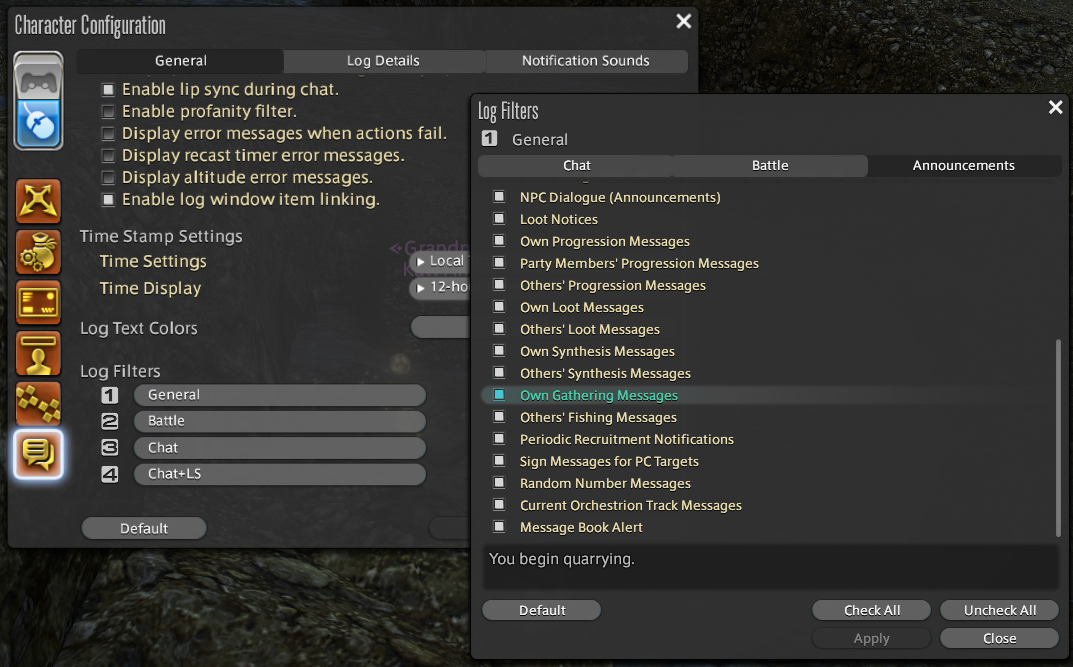 Character Configuration
General
Log Details
Notification Sounds
Enable lip sync during chat.
Enable profanity filter.
Display error messages when actions fail.
Display recast timer error messages.
Display altitude error messages.
Enable log window item linking.
Time Stamp Settings
Time Settings
Local
Time Display
12-ho
Log Text Colors
Log Filters
1 General
2 Battle
3 Chat
4 Chat+LS
Default
Log Filters
1 General
Chat
Battle
Announcements
NPC Dialogue (Announcements)
Loot Notices
Own Progression Messages
Party Members' Progression Messages
Others' Progression Messages
Own Loot Messages
Others' Loot Messages
Own Synthesis Messages
Others' Synthesis Messages
Own Gathering Messages
Others' Fishing Messages
Periodic Recruitment Notifications
Sign Messages for PC Targets
Random Number Messages
Current Orchestrion Track Messages
Message Book Alert
You begin quarrying.
Default
Check All
Uncheck All
Apply
Close